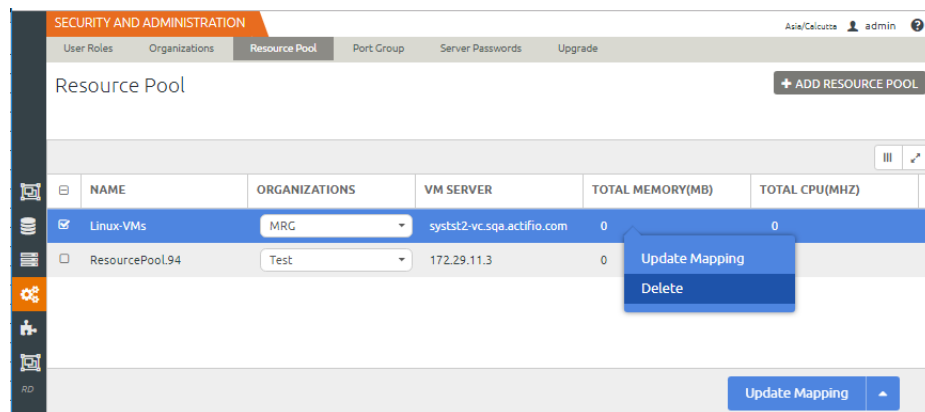 SECURITY AND ADMINISTRATION
Asia/Calcutta admin
User Roles Organizations Resource Pool Port Group Server Passwords Upgrade
Resource Pool
+ ADD RESOURCE POOL
NAME ORGANIZATIONS VM SERVER TOTAL MEMORY(MB) TOTAL CPU(MHZ)
Linux-VMs MRG systst2-vc.sqa.actifio.com 0 0
ResourcePool.94 Test 172.29.11.3 0
Update Mapping
Delete
RD
Update Mapping